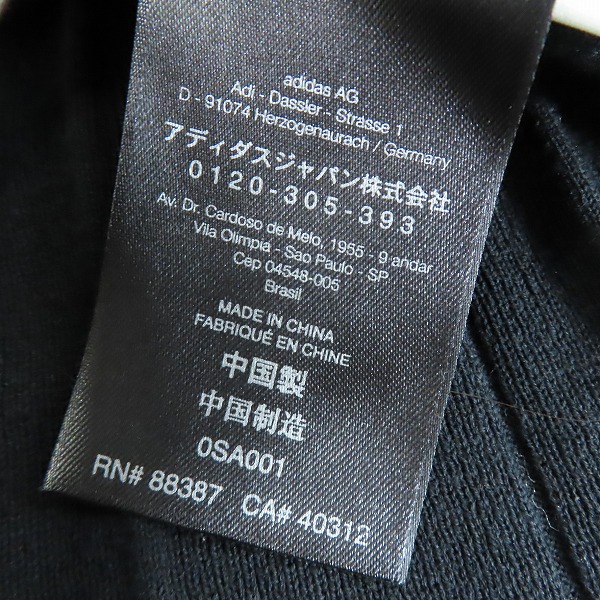 adidas AG
Adi - Dassler - Strasse 1
D - 91074 Herzogenaurach / Germany
アディダスジャパン株式会社
0120-305-393
Av. Dr. Cardoso de Melo, 1955 - 9 andar
Vila Olimpia - Sao Paulo - SP
Cep 04548-005
Brasil
MADE IN CHINA
FABRIQUÉ EN CHINE
中国製
中国制造
0SA001
RN# 88387 CA# 40312